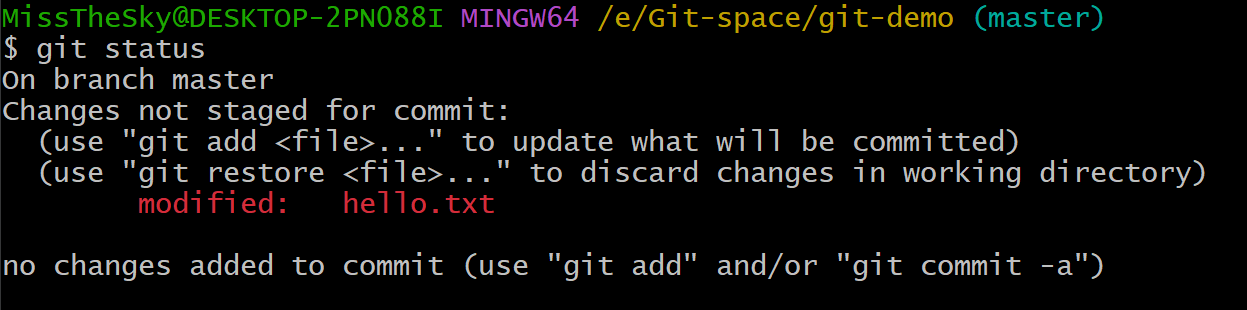 MissTheSky@DESKTOP-2PNO88I MINGW64 /e/Git-space/git-demo (master)
$ git status
On branch master
Changes not staged for commit:
  (use "git add <file>..." to update what will be committed)
  (use "git restore <file>..." to discard changes in working directory)
        modified:   hello.txt

no changes added to commit (use "git add" and/or "git commit -a")